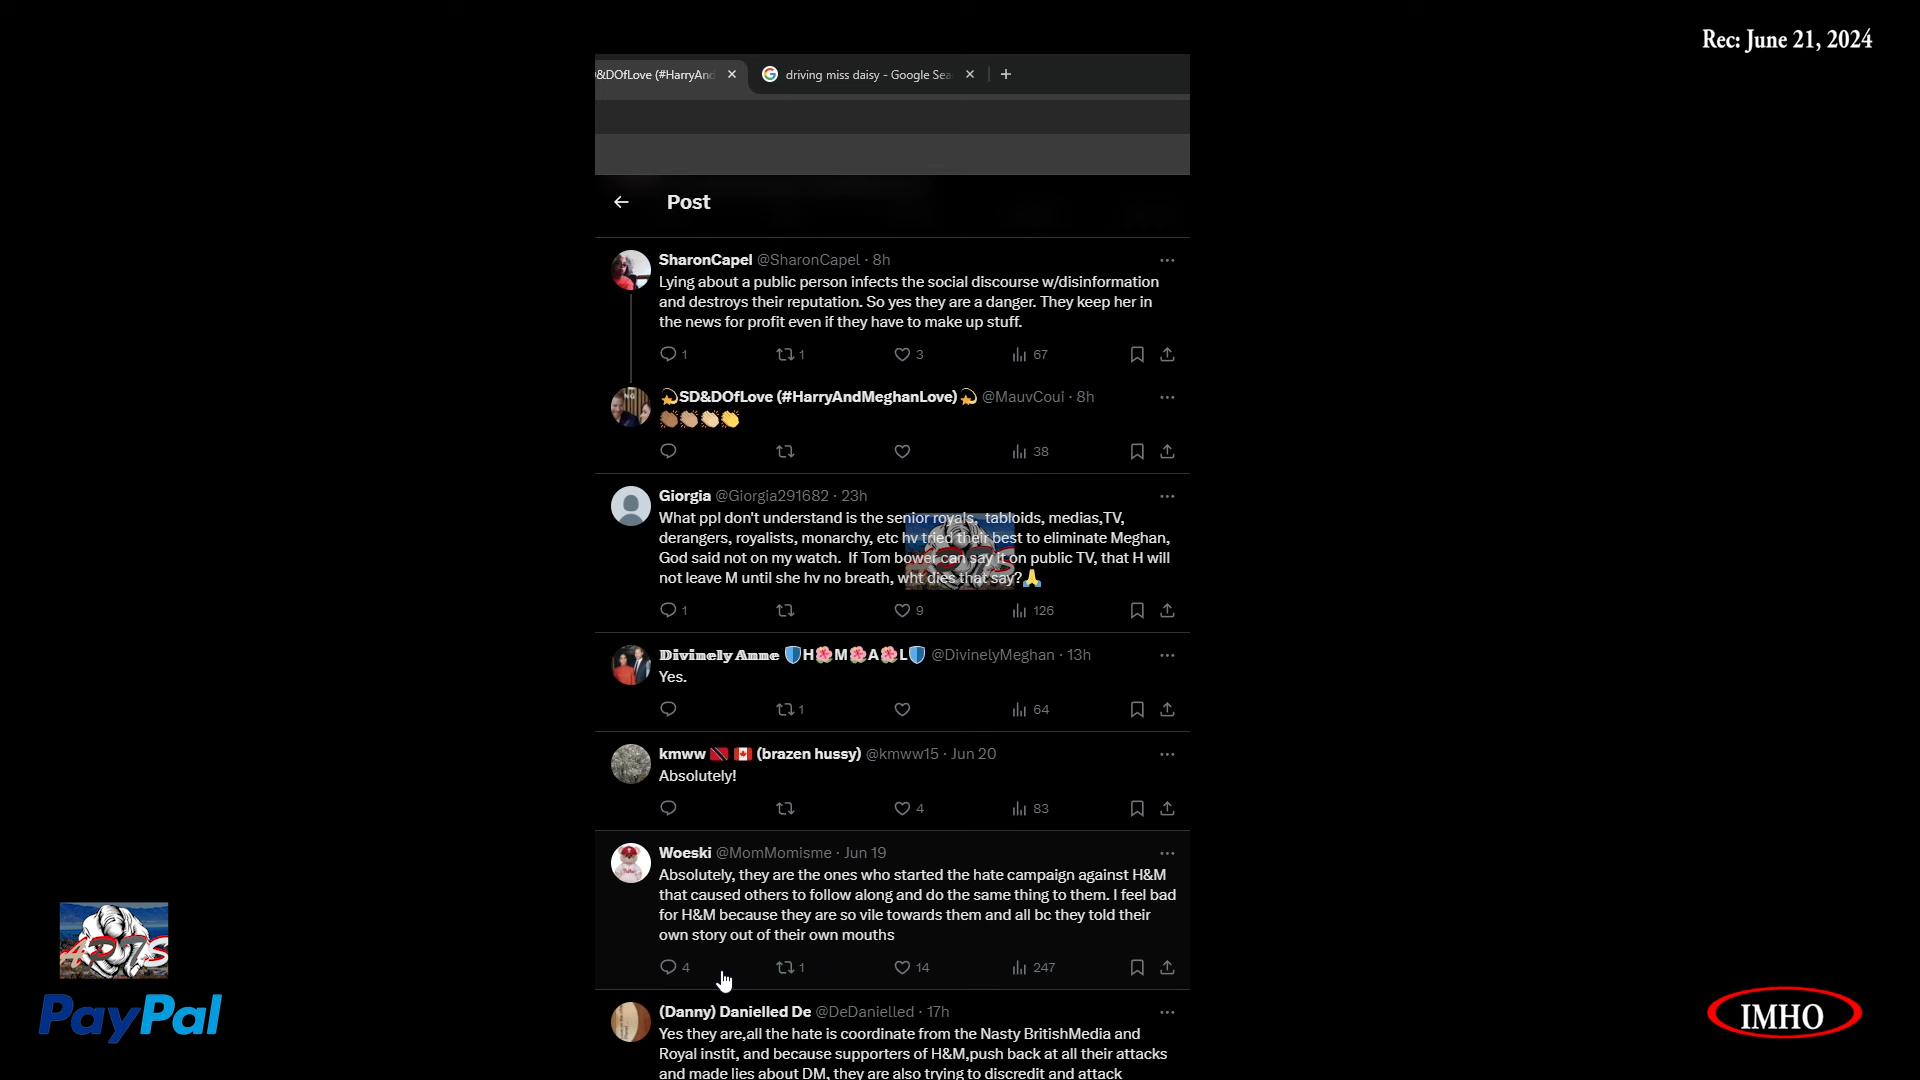 Rec: June 21, 2024
&DOfLove (#HarryAnd
driving miss daisy - Google Sea
Post
SharonCapel @SharonCapel · 8h
Lying about a public person infects the social discourse w/disinformation
and destroys their reputation. So yes they are a danger. They keep her in
the news for profit even if they have to make up stuff.
1 1 3 67
💫SD&DOfLove (#HarryAndMeghanLove)💫 @MauvCoui · 8h
👏🏾👏🏽👏🏻👏
38
Giorgia @Giorgia291682 · 23h
What ppl don't understand is the senior royals, tabloids, medias,TV,
derangers, royalists, monarchy, etc hv tried their best to eliminate Meghan,
God said not on my watch. If Tom bower can say it on public TV, that H will
not leave M until she hv no breath, wht dies that say?🙏
1 9 126
Divinely Anne 🛡️H🌺M🌺A🌺L🛡️ @DivinelyMeghan · 13h
Yes.
1 64
kmww 🇹🇹 🇨🇦 (brazen hussy) @kmww15 · Jun 20
Absolutely!
4 83
Woeski @MomMomisme · Jun 19
Absolutely, they are the ones who started the hate campaign against H&M
that caused others to follow along and do the same thing to them. I feel bad
for H&M because they are so vile towards them and all bc they told their
own story out of their own mouths
4 1 14 247
(Danny) Danielled De @DeDanielled · 17h
Yes they are,all the hate is coordinate from the Nasty BritishMedia and
Royal instit, and because supporters of H&M,push back at all their attacks
and made lies about DM, they are also trying to discredit and attack
PayPal
IMHO